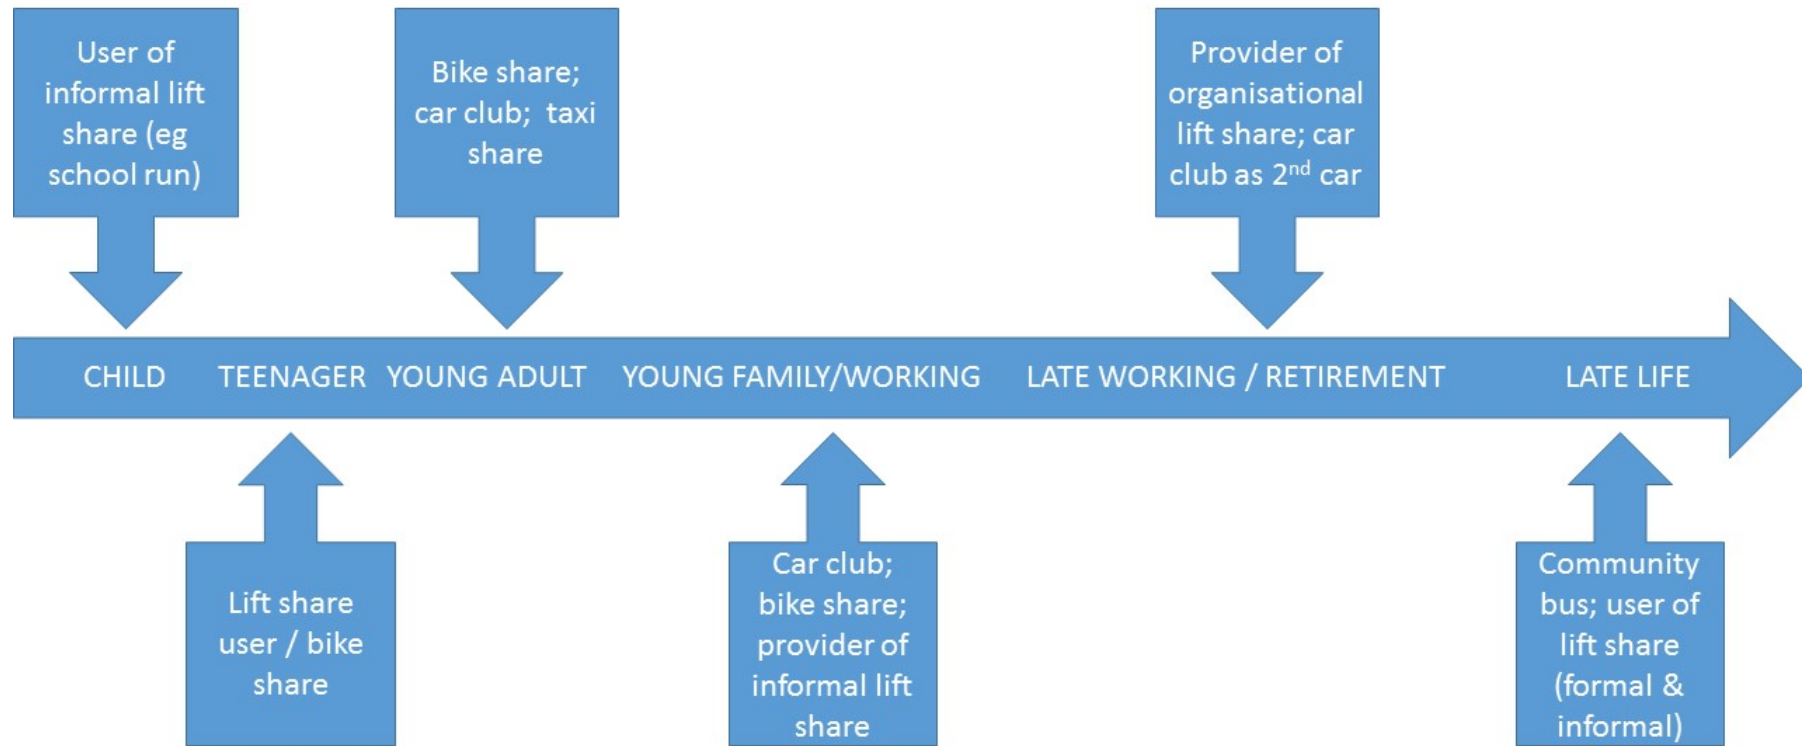 User of
informal lift
share (eg
school run)
Bike share;
car club; taxi
share
Provider of
organisational
lift share; car
club as 2nd car
CHILD
TEENAGER
YOUNG ADULT
YOUNG FAMILY/WORKING
LATE WORKING / RETIREMENT
LATE LIFE
Lift share
user / bike
share
Car club;
bike share;
provider of
informal lift
share
Community
bus; user of
lift share
(formal &
informal)